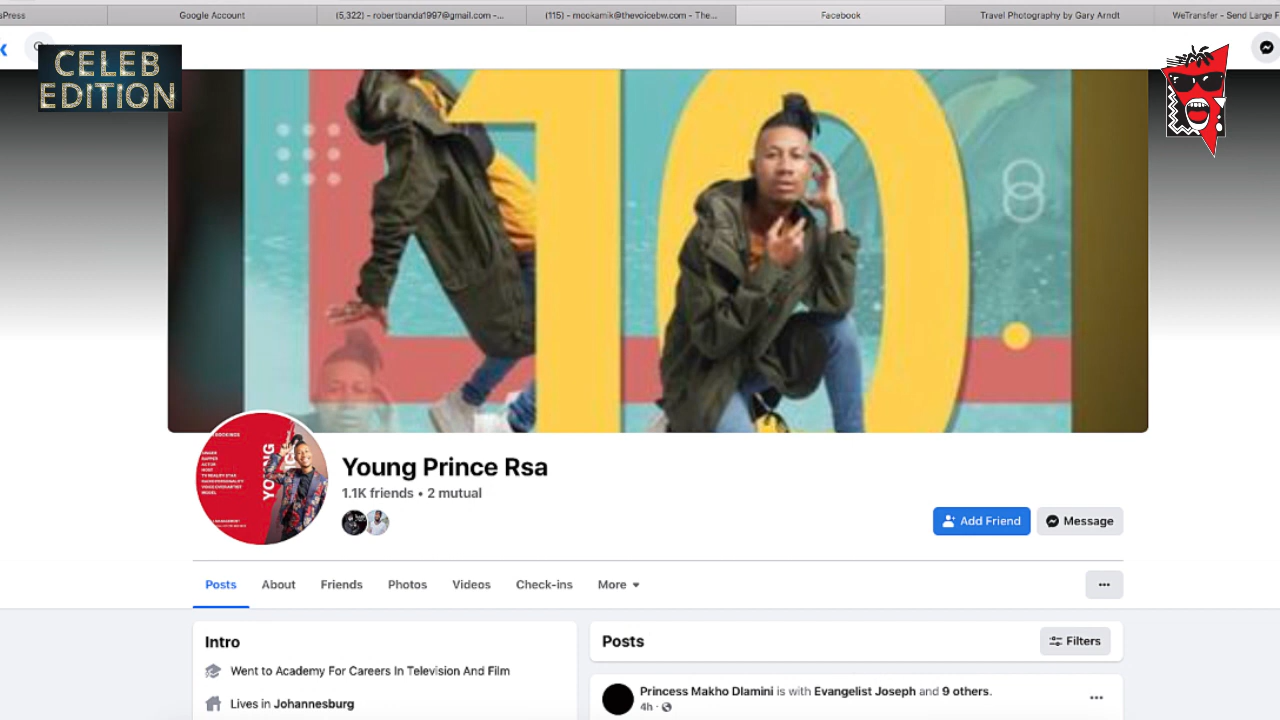 sPress
Google Account
(5,322) - robertbanda1997@gmail.com -...
(115) - mookamik@thevoicebw.com - The...
Facebook
Travel Photography by Gary Arndt
WeTransfer - Send Large F
CELEB
EDITION
10
YOUNG
Young Prince Rsa
1.1K friends • 2 mutual
Add Friend
Message
Posts
About
Friends
Photos
Videos
Check-ins
More
Intro
Went to Academy For Careers In Television And Film
Lives in Johannesburg
Posts
Filters
Princess Makho Dlamini is with Evangelist Joseph and 9 others.
4h ·